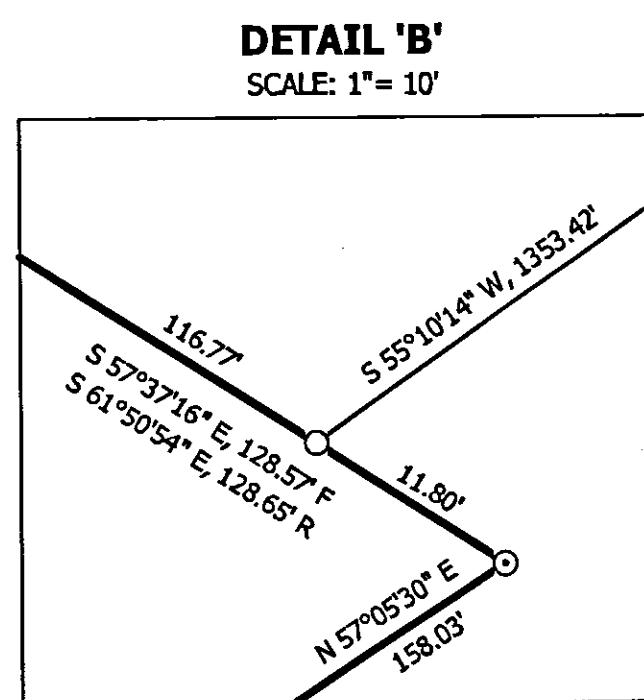 DETAIL 'B'
SCALE: 1"= 10'
S 55°10'14" W, 1353.42'
116.77'
S 57°37'16" E, 128.57' F
S 61°50'54" E, 128.65' R
11.80'
N 57°05'30" E
158.03'